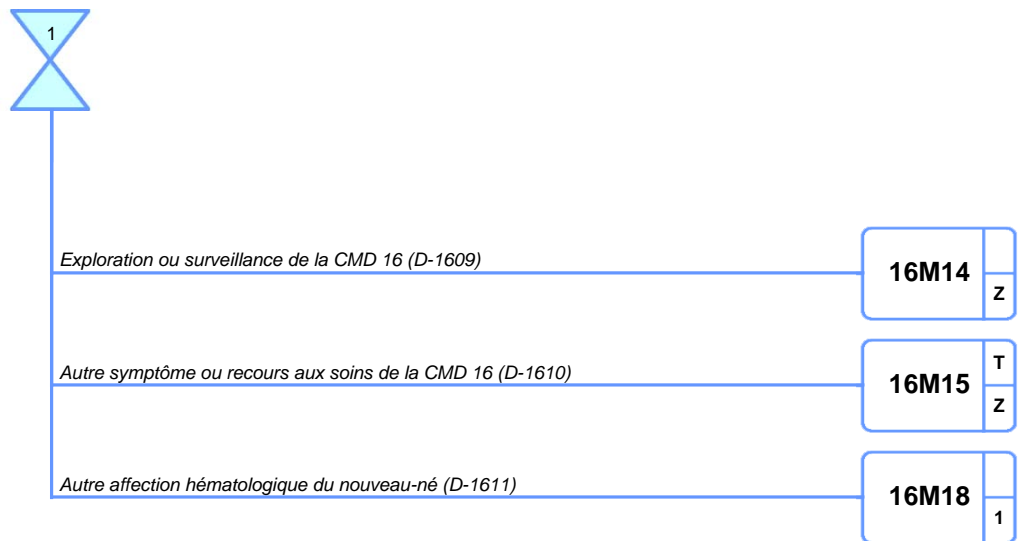 1
Exploration ou surveillance de la CMD 16 (D-1609)
16M14
Z
Autre symptôme ou recours aux soins de la CMD 16 (D-1610)
16M15
T
Z
Autre affection hématologique du nouveau-né (D-1611)
16M18
1